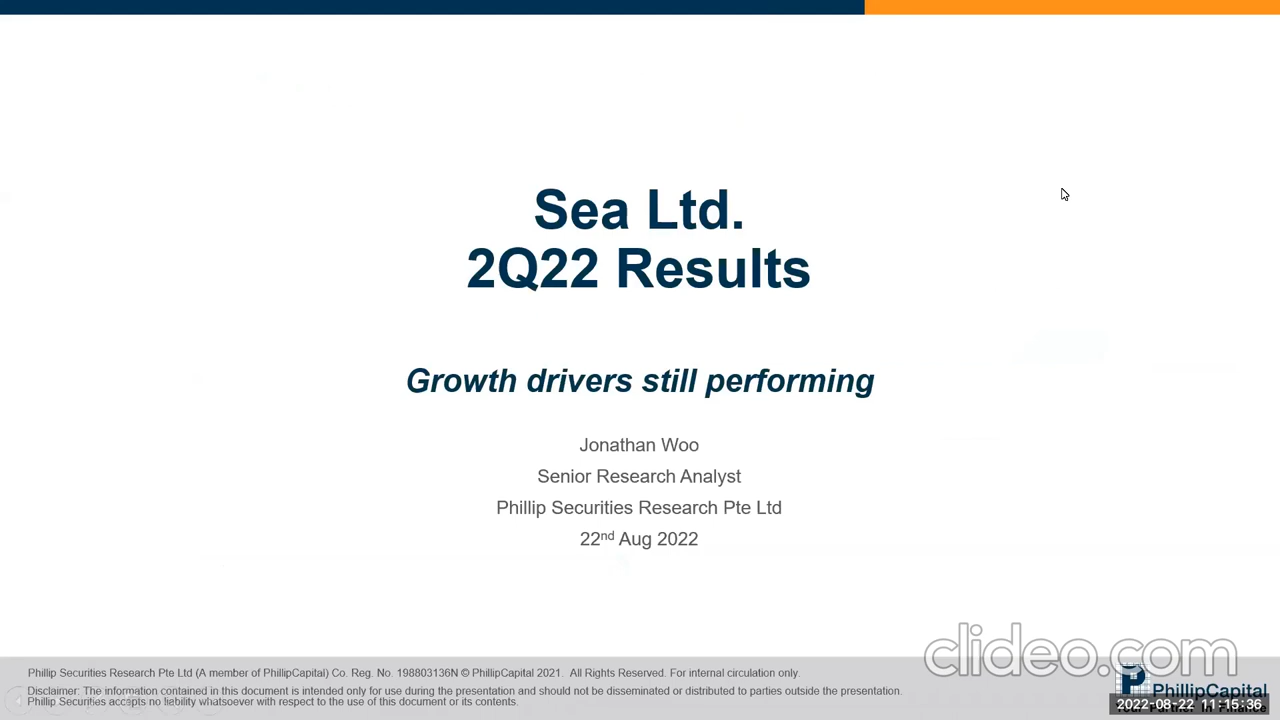 Sea Ltd.
2Q22 Results
Growth drivers still performing
Jonathan Woo
Senior Research Analyst
Phillip Securities Research Pte Ltd
22nd Aug 2022
clideo.com
Phillip Securities Research Pte Ltd (A member of PhillipCapital) Co. Reg. No. 198803136N © PhillipCapital 2021. All Rights Reserved. For internal circulation only.
Disclaimer: The information contained in this document is intended only for use during the presentation and should not be disseminated or distributed to parties outside the presentation.
Phillip Securities accepts no liability whatsoever with respect to the use of this document or its contents.
PhillipCapital
Your Partner In Finance
2022-08-22 11:15:36